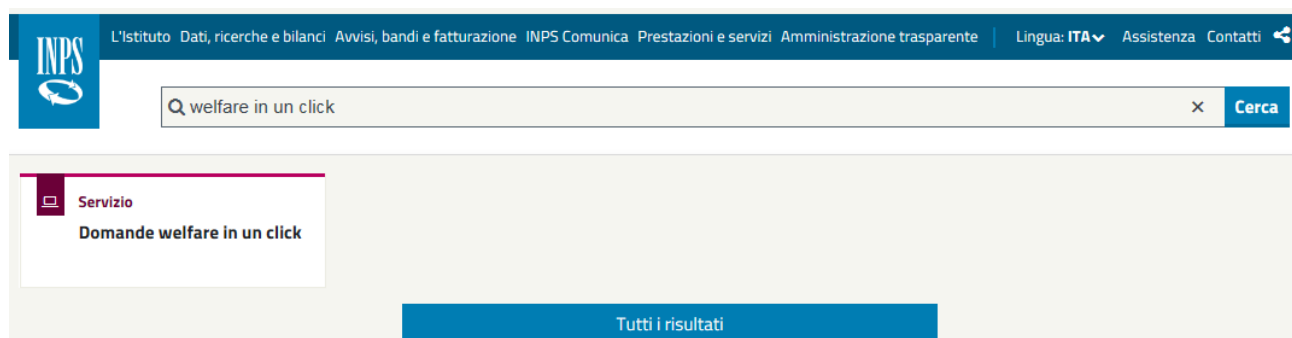 INPS
L'Istituto Dati, ricerche e bilanci Avvisi, bandi e fatturazione INPS Comunica Prestazioni e servizi Amministrazione trasparente Lingua: ITA Assistenza Contatti
welfare in un click × Cerca
Servizio
Domande welfare in un click
Tutti i risultati